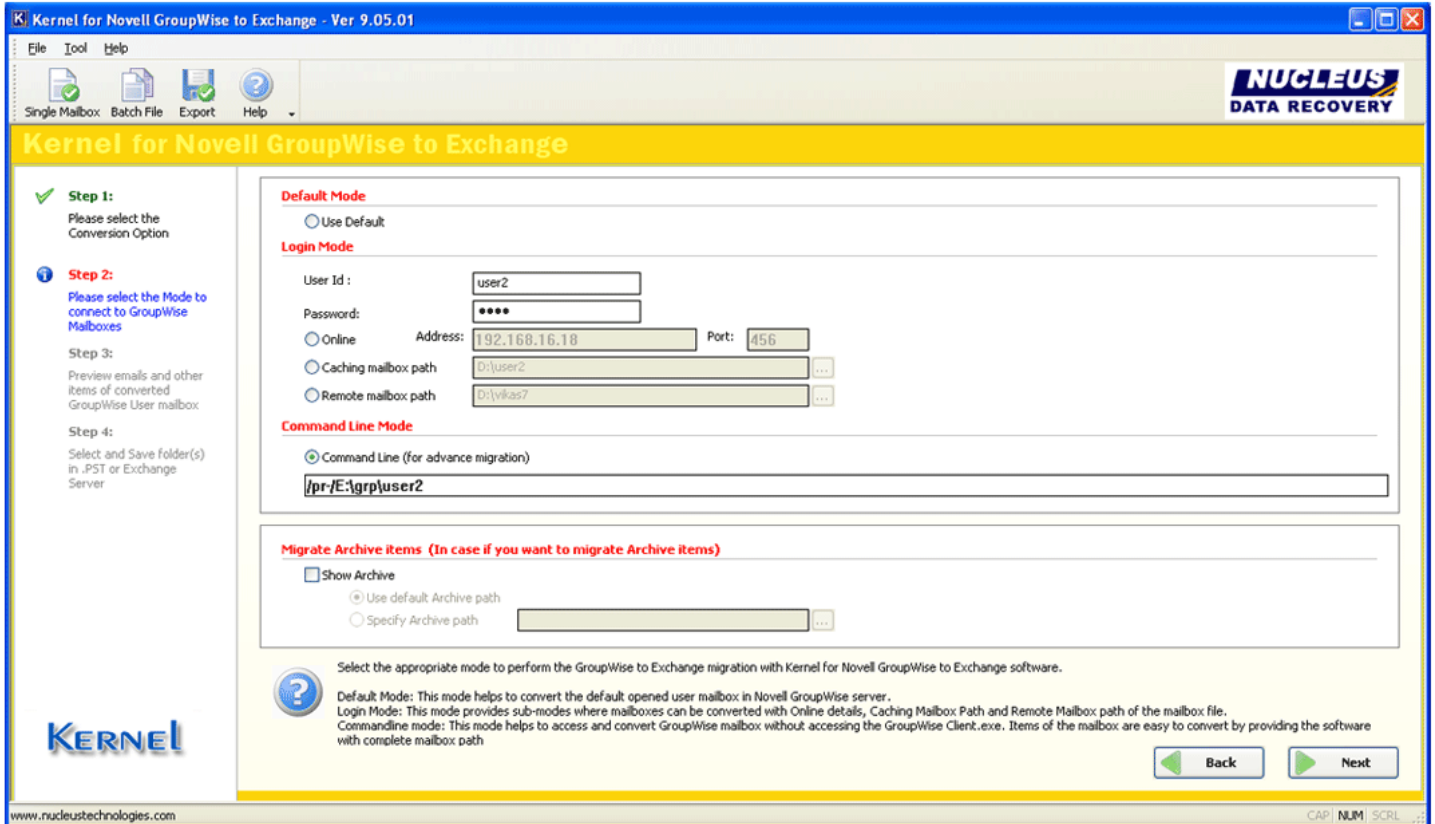 Kernel for Novell GroupWise to Exchange - Ver 9.05.01
File Tool Help
Single Mailbox Batch File Export Help
NUCLEUS
DATA RECOVERY
Kernel for Novell GroupWise to Exchange
Step 1:
Please select the
Conversion Option
Step 2:
Please select the Mode to
connect to GroupWise
Mailboxes
Step 3:
Preview emails and other
items of converted
GroupWise User mailbox
Step 4:
Select and Save folder(s)
in .PST or Exchange
Server
KERNEl
Default Mode
Use Default
Login Mode
User Id : user2
Password: ••••
Online Address: 192.168.16.18 Port: 456
Caching mailbox path D:\user2 ...
Remote mailbox path D:\vikas7 ...
Command Line Mode
Command Line (for advance migration)
/pr-/E:\grp\user2
Migrate Archive items (In case if you want to migrate Archive items)
Show Archive
Use default Archive path
Specify Archive path ...
Select the appropriate mode to perform the GroupWise to Exchange migration with Kernel for Novell GroupWise to Exchange software.
Default Mode: This mode helps to convert the default opened user mailbox in Novell GroupWise server.
Login Mode: This mode provides sub-modes where mailboxes can be converted with Online details, Caching Mailbox Path and Remote Mailbox path of the mailbox file.
Commandline mode: This mode helps to access and convert GroupWise mailbox without accessing the GroupWise Client.exe. Items of the mailbox are easy to convert by providing the software
with complete mailbox path
Back Next
www.nucleustechnologies.com CAP NUM SCRL